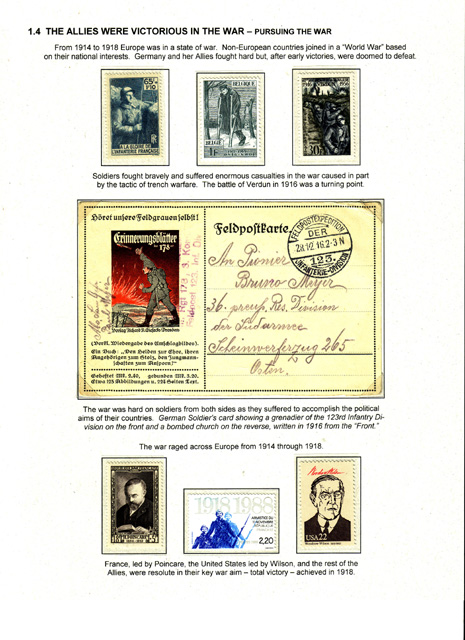 1.4 THE ALLIES WERE VICTORIOUS IN THE WAR – PURSUING THE WAR
From 1914 to 1918 Europe was in a state of war. Non-European countries joined in a "World War" based
on their national interests. Germany and her Allies fought hard but, after early victories, were doomed to defeat.
65c
+1f10
A LA GLOIRE DE
L'INFANTERIE FRANÇAISE
BELGIQUE
1F
BELGIË
1916
30
Soldiers fought bravely and suffered enormous casualties in the war caused in part
by the tactic of trench warfare. The battle of Verdun in 1916 was a turning point.
Höret unsere Feldgrauen selbst!
Erinnerungsblätter
178er
Feldpostkarte
FELDPOSTEXPEDITION
DER
28.12 16.2-3 N
123.
INFANTERIE-DIVISION
An Pionier
Bruno Meyer
36. preuß. Res. Division
der Südarmee
Scheinwerferzug 265
Osten.
(Verkl. Wiedergabe des Umschlagbildes).
Ein Buch: „Den Helden zur Ehre, ihren
Angehörigen zum Stolz, den Jungmann-
schaften zum Ansporn!"
Geheftet Mk. 2.40, gebunden Mk. 3.20.
Etwa 125 Abbildungen u. 224 Seiten Text.
The war was hard on soldiers from both sides as they suffered to accomplish the political
aims of their countries. German Soldier's card showing a grenadier of the 123rd Infantry Di-
vision on the front and a bombed church on the reverse, written in 1916 from the "Front."
The war raged across Europe from 1914 through 1918.
1918-1988
ARMISTICE DU
11 NOVEMBRE
2,20
USA 22
Woodrow Wilson
France, led by Poincare, the United States led by Wilson, and the rest of the
Allies, were resolute in their key war aim – total victory – achieved in 1918.